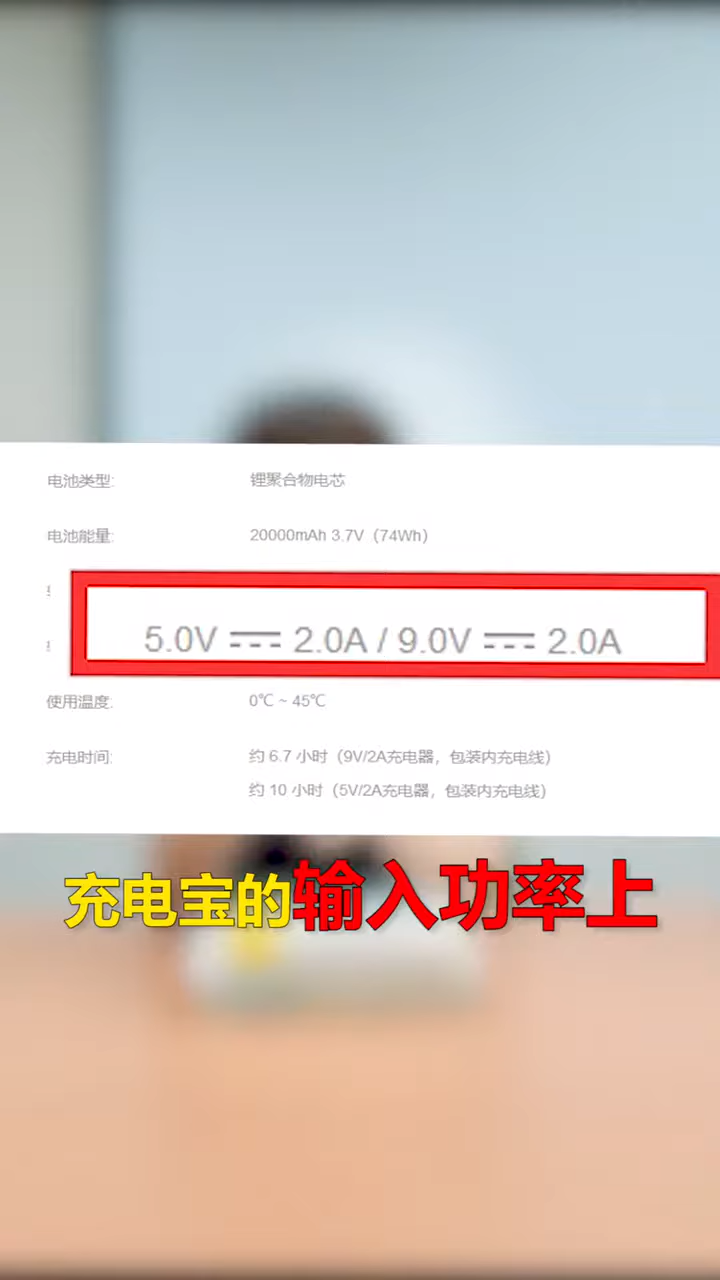 电池类型: 锂聚合物电芯
电池能量: 20000mAh 3.7V（74Wh）
5.0V ⎓ 2.0A / 9.0V ⎓ 2.0A
使用温度: 0℃ ~ 45℃
充电时间: 约 6.7 小时（9V/2A充电器，包装内充电线）
约 10 小时（5V/2A充电器，包装内充电线）
充电宝的输入功率上